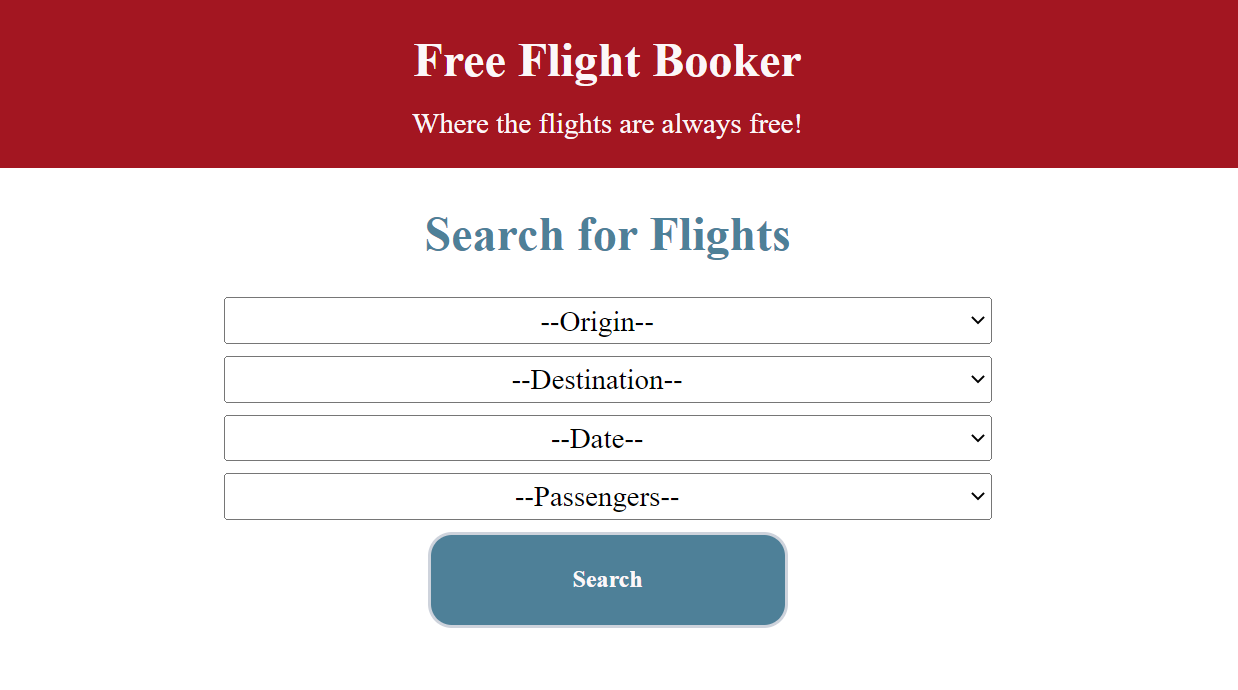 Free Flight Booker
Where the flights are always free!
Search for Flights
--Origin--
--Destination--
--Date--
--Passengers--
Search